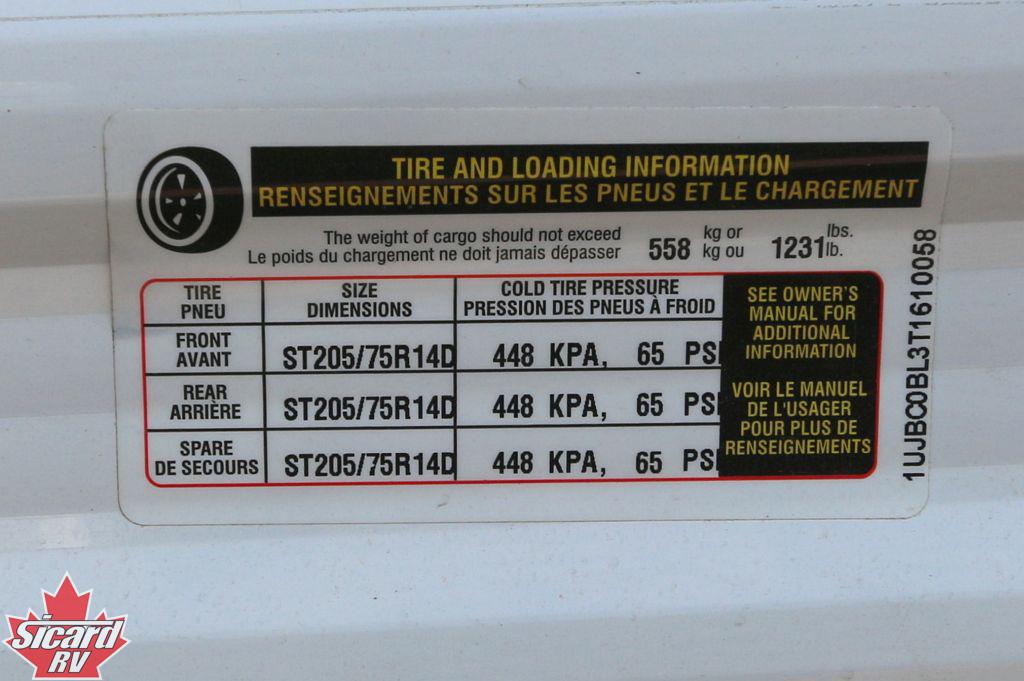 TIRE AND LOADING INFORMATION
RENSEIGNEMENTS SUR LES PNEUS ET LE CHARGEMENT
The weight of cargo should not exceed 558 kg or 1231 lbs.
Le poids du chargement ne doit jamais dépasser kg ou lb.
TIRE PNEU
SIZE DIMENSIONS
COLD TIRE PRESSURE
PRESSION DES PNEUS À FROID
FRONT AVANT ST205/75R14D 448 KPA, 65 PSI
REAR ARRIÈRE ST205/75R14D 448 KPA, 65 PSI
SPARE DE SECOURS ST205/75R14D 448 KPA, 65 PSI
SEE OWNER'S
MANUAL FOR
ADDITIONAL
INFORMATION
VOIR LE MANUEL
DE L'USAGER
POUR PLUS DE
RENSEIGNEMENTS
1UJBC0BL3T1610058
Sicard
RV